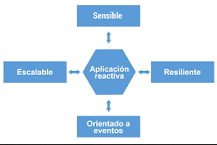 Sensible
Escalable
Aplicación
reactiva
Resiliente
Orientado a
eventos